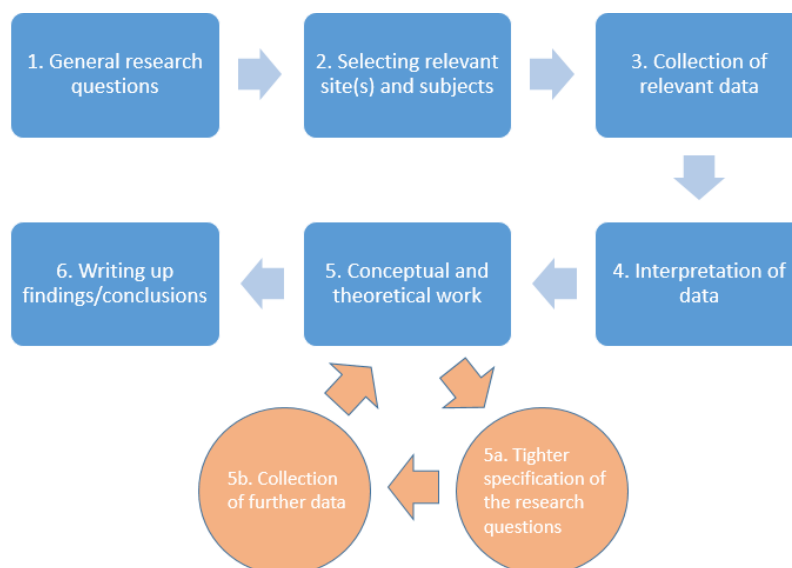 1. General research
questions
2. Selecting relevant
site(s) and subjects
3. Collection of
relevant data
4. Interpretation of
data
5. Conceptual and
theoretical work
6. Writing up
findings/conclusions
5a. Tighter
specification of
the research
questions
5b. Collection
of further data